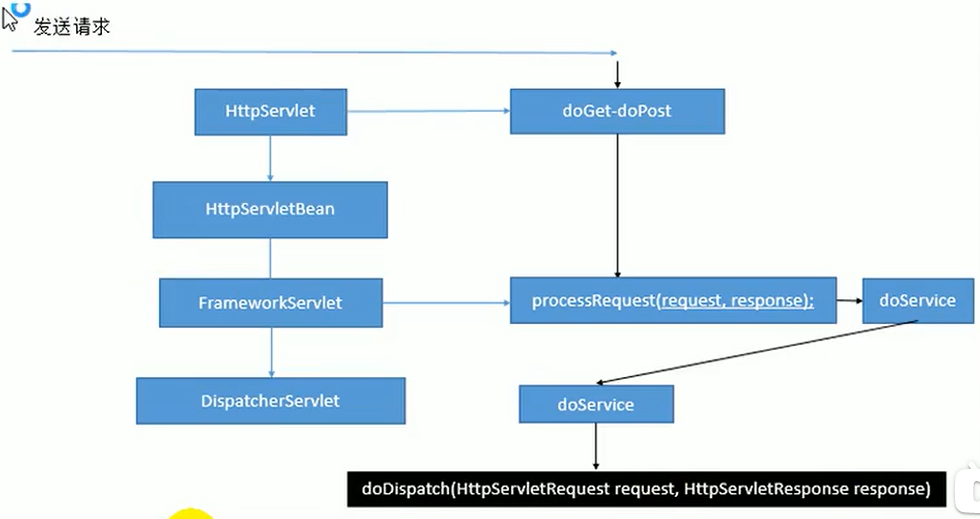 发送请求
HttpServlet
doGet-doPost
HttpServletBean
FrameworkServlet
processRequest(request, response);
doService
DispatcherServlet
doService
doDispatch(HttpServletRequest request, HttpServletResponse response)